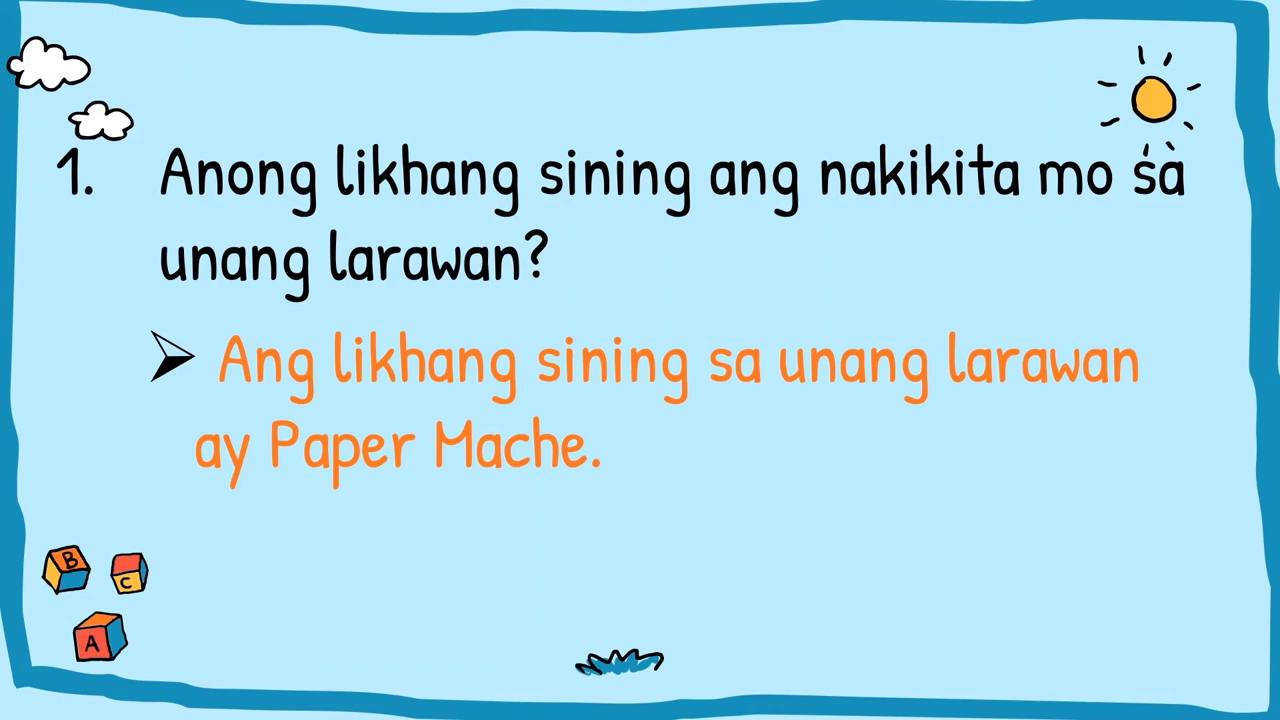 1. Anong likhang sining ang nakikita mo sa
unang larawan?
➢ Ang likhang sining sa unang larawan
ay Paper Mache.
B
C
A